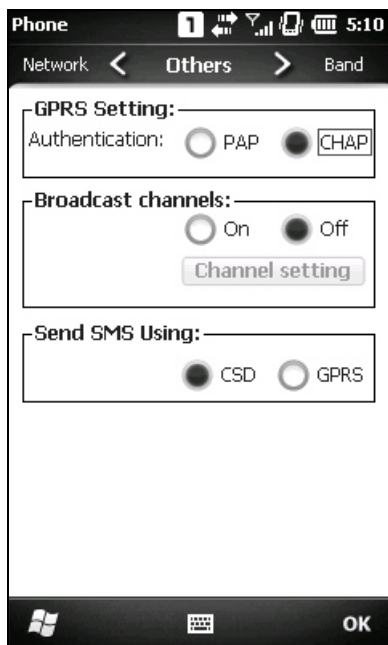 Phone 1 5:10
Network < Others > Band
GPRS Setting:
Authentication: PAP CHAP
Broadcast channels:
On Off
Channel setting
Send SMS Using:
CSD GPRS
OK